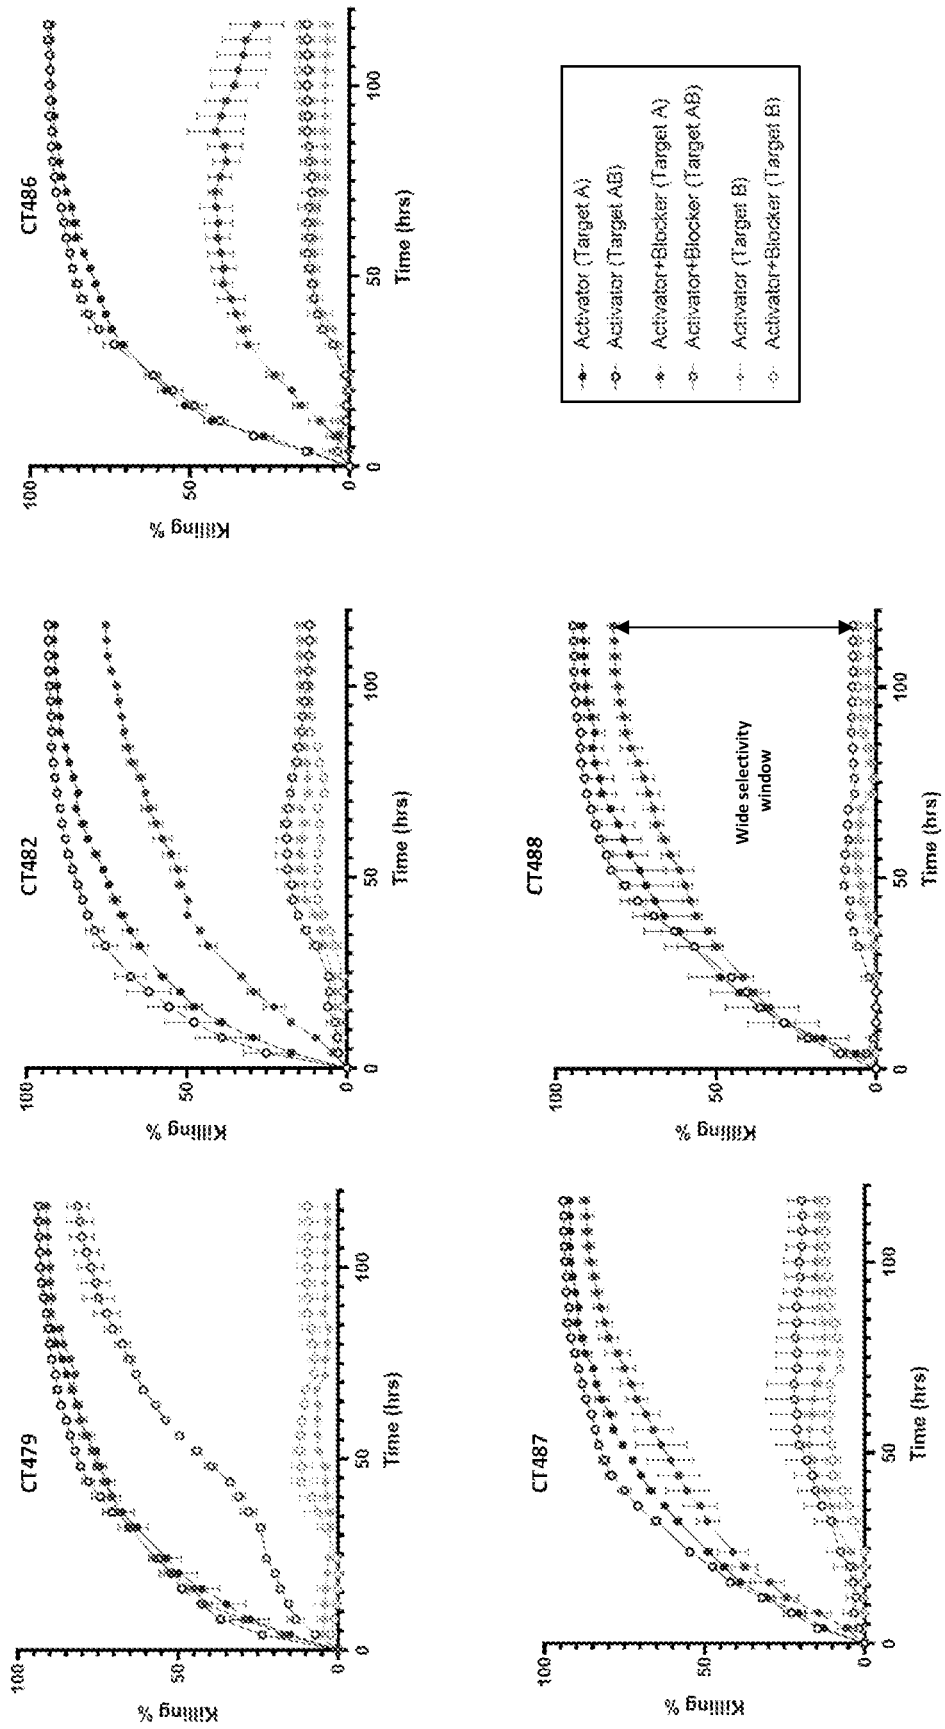 CT479
Killing %
100
50
0
0 50 100
Time (hrs)
CT482
Killing %
100
50
0
0 50 100
Time (hrs)
CT486
Killing %
100
50
0
0 50 100
Time (hrs)
CT487
Killing %
100
50
0
0 50 100
Time (hrs)
CT488
Killing %
100
50
0
Wide selectivity
window
0 50 100
Time (hrs)
Activator (Target A)
Activator (Target AB)
Activator+Blocker (Target A)
Activator+Blocker (Target AB)
Activator (Target B)
Activator+Blocker (Target B)